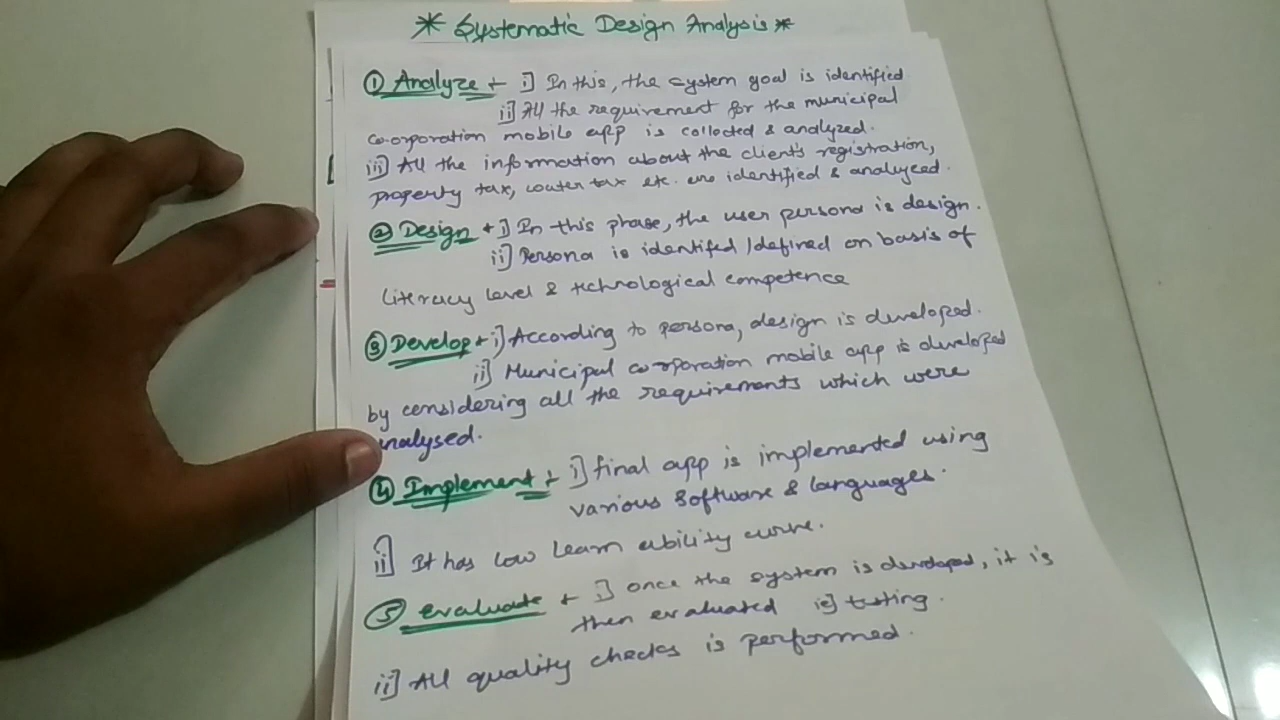 * Systematic Design Analysis *
① Analyze + i] In this, the system goal is identified
ii] All the requirement for the municipal
co-orporation mobile app is collected & analyzed.
iii] All the information about the client's registration,
property tax, water tax etc. are identified & analyzed.
② Design + i] In this phase, the user persona is design.
ii] Persona is identifed /defined on basis of
literacy level & technological competence
③ Develop + i] According to persona, design is developed.
ii] Municipal co-orporation mobile app is developed
by considering all the requirements which were
analysed.
④ Implement + i] final app is implemented using
various software & languages.
ii] It has low learn ability curve.
⑤ evaluate + i] once the system is developed, it is
then evaluated ie] testing.
ii] All quality checks is performed.